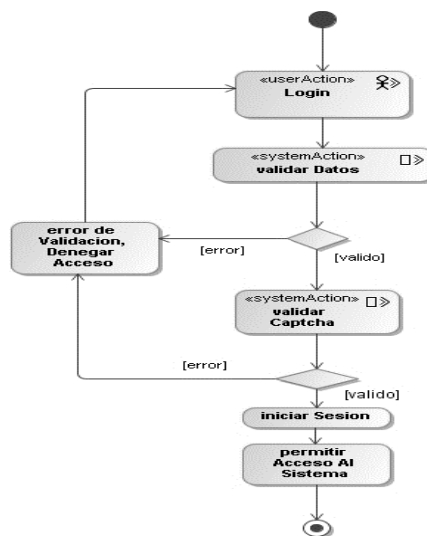 «userAction»
Login
«systemAction»
validar Datos
error de
Validacion,
Denegar
Acceso
[error]
[valido]
«systemAction»
validar
Captcha
[error]
[valido]
iniciar Sesion
permitir
Acceso Al
Sistema